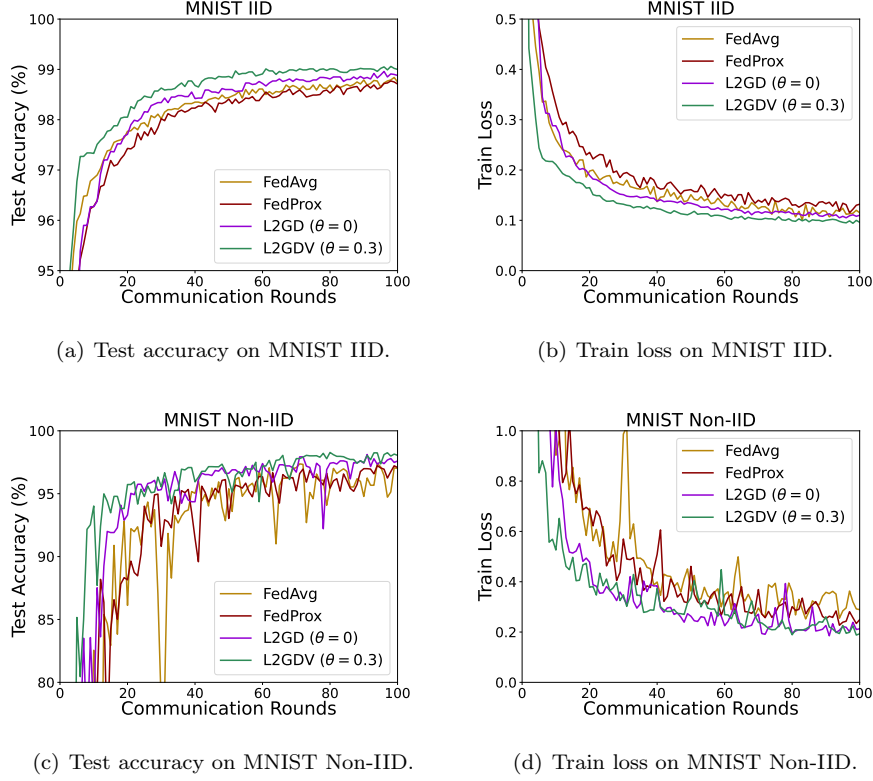 MNIST IID
Test Accuracy (%)
100
99
98
97
96
95
FedAvg
FedProx
L2GD (θ = 0)
L2GDV (θ = 0.3)
0 20 40 60 80 100
Communication Rounds
(a) Test accuracy on MNIST IID.
MNIST IID
Train Loss
0.5
0.4
0.3
0.2
0.1
0.0
FedAvg
FedProx
L2GD (θ = 0)
L2GDV (θ = 0.3)
0 20 40 60 80 100
Communication Rounds
(b) Train loss on MNIST IID.
MNIST Non-IID
Test Accuracy (%)
100
95
90
85
80
FedAvg
FedProx
L2GD (θ = 0)
L2GDV (θ = 0.3)
0 20 40 60 80 100
Communication Rounds
(c) Test accuracy on MNIST Non-IID.
MNIST Non-IID
Train Loss
1.0
0.8
0.6
0.4
0.2
0.0
FedAvg
FedProx
L2GD (θ = 0)
L2GDV (θ = 0.3)
0 20 40 60 80 100
Communication Rounds
(d) Train loss on MNIST Non-IID.